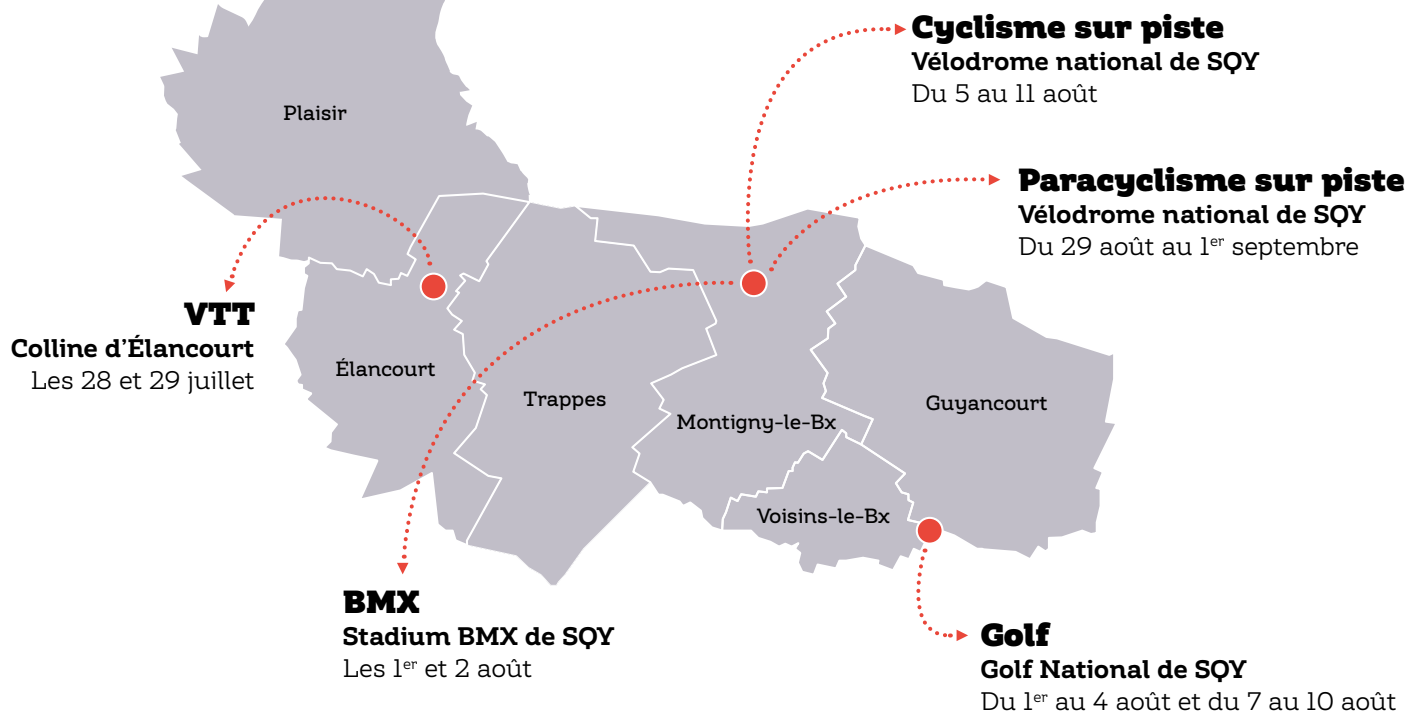 Cyclisme sur piste
Vélodrome national de SQY
Du 5 au 11 août
Plaisir
Paracyclisme sur piste
Vélodrome national de SQY
Du 29 août au 1er septembre
VTT
Colline d'Élancourt
Les 28 et 29 juillet
Élancourt
Trappes
Montigny-le-Bx
Guyancourt
Voisins-le-Bx
BMX
Stadium BMX de SQY
Les 1er et 2 août
Golf
Golf National de SQY
Du 1er au 4 août et du 7 au 10 août